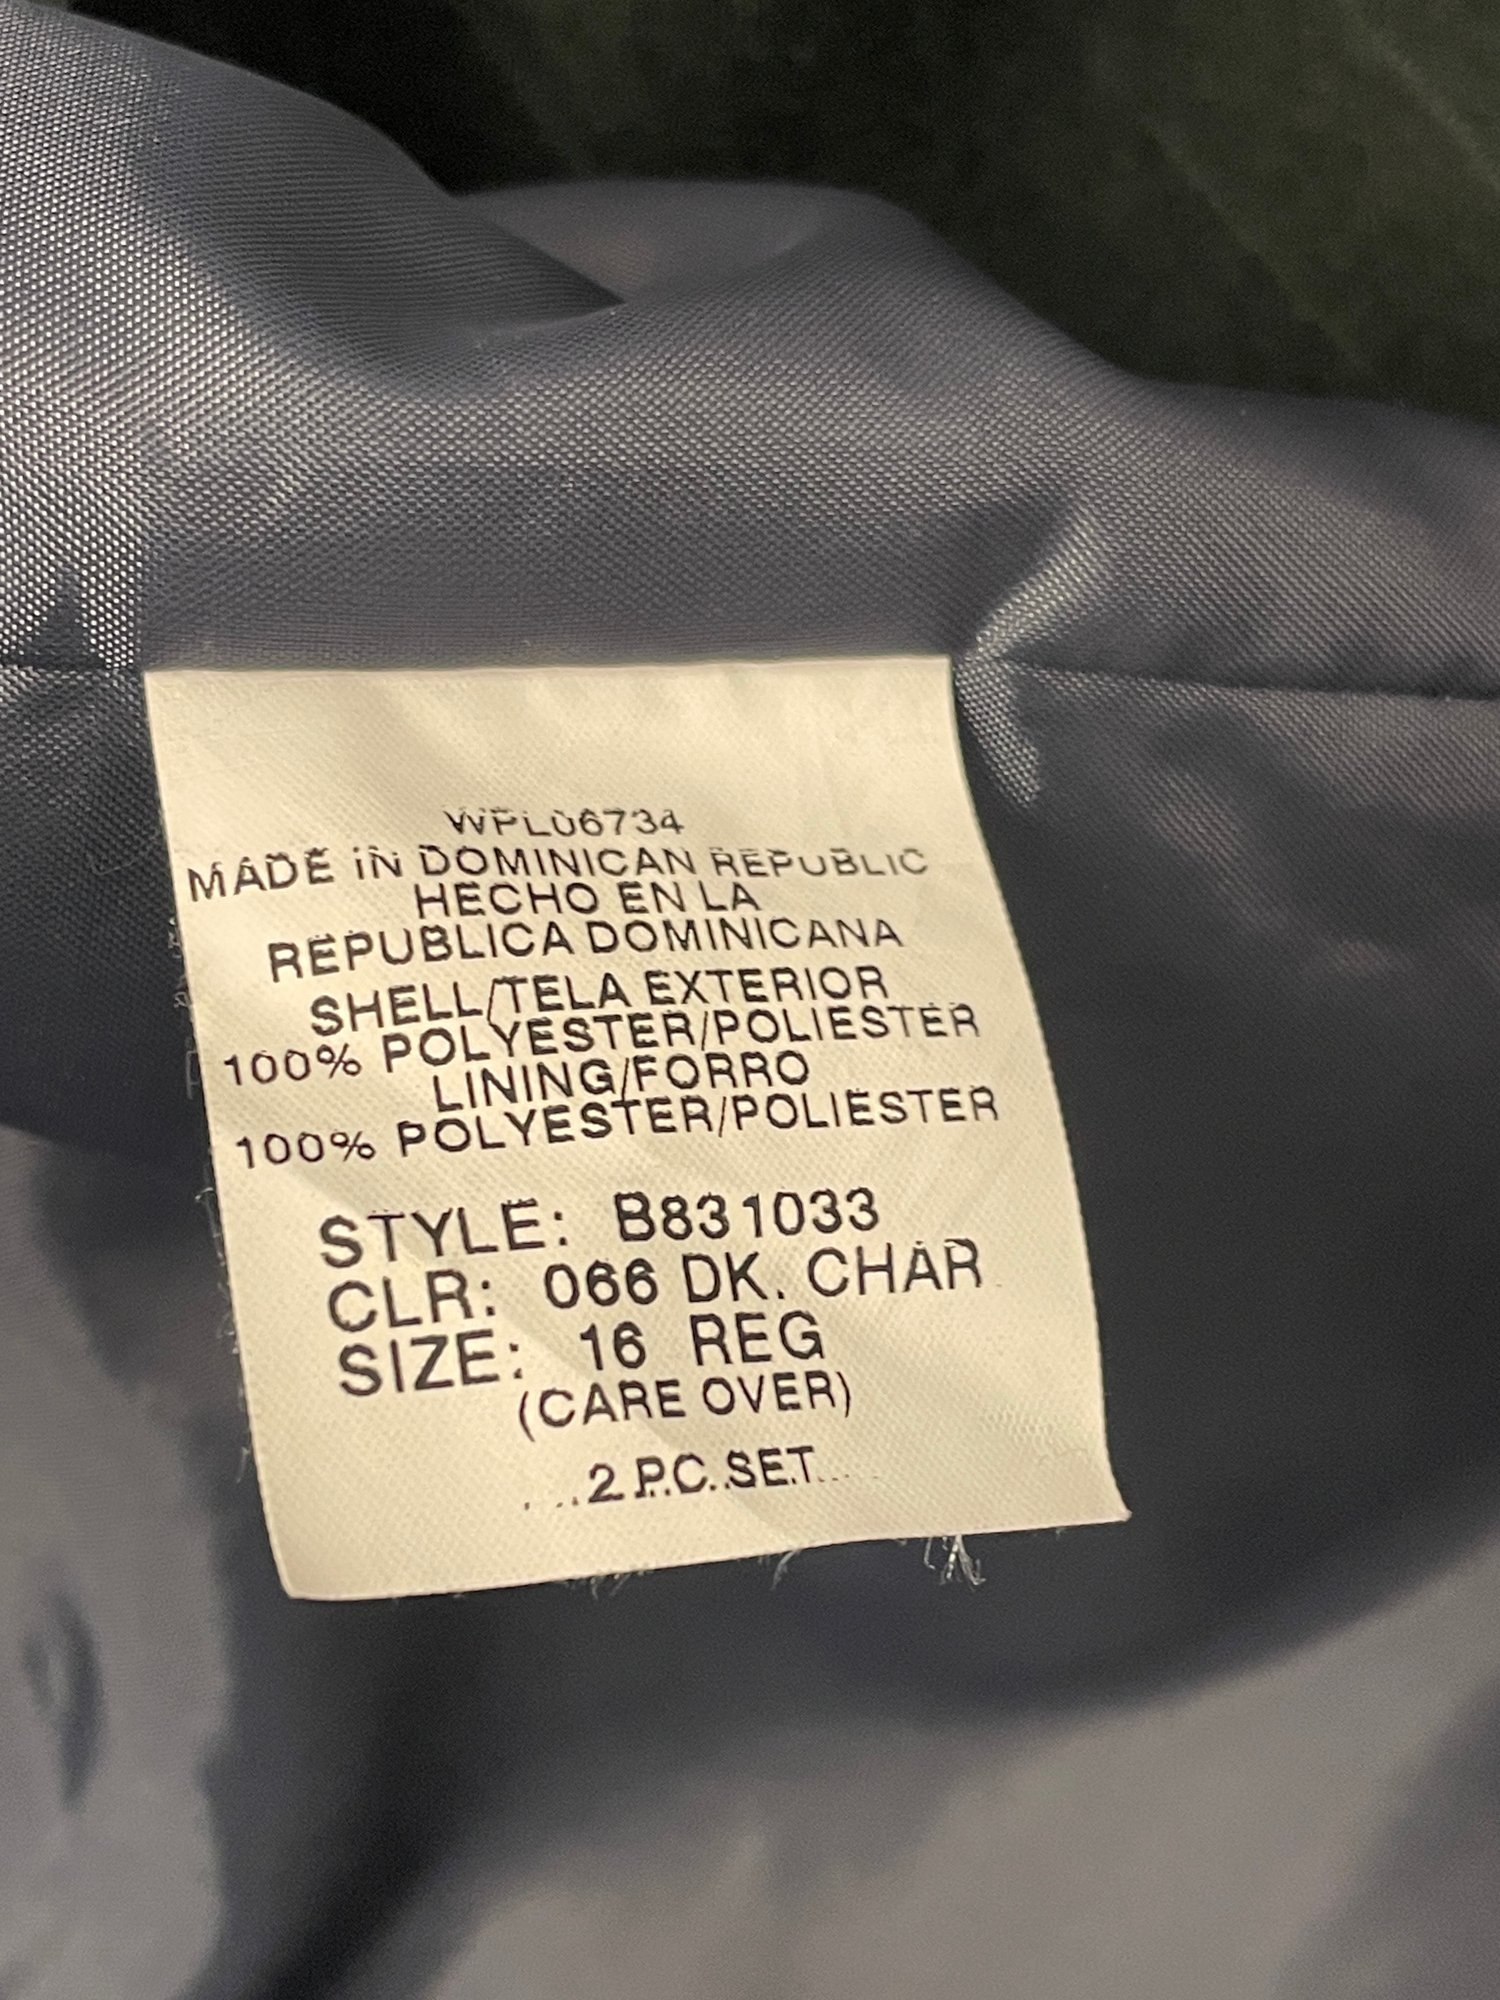 WPL06734
MADE IN DOMINICAN REPUBLIC
HECHO EN LA
REPUBLICA DOMINICANA
SHELL/TELA EXTERIOR
100% POLYESTER/POLIESTER
LINING/FORRO
100% POLYESTER/POLIESTER
STYLE: B831033
CLR: 066 DK. CHAR
SIZE: 16 REG
(CARE OVER)
...2 P.C. SET...